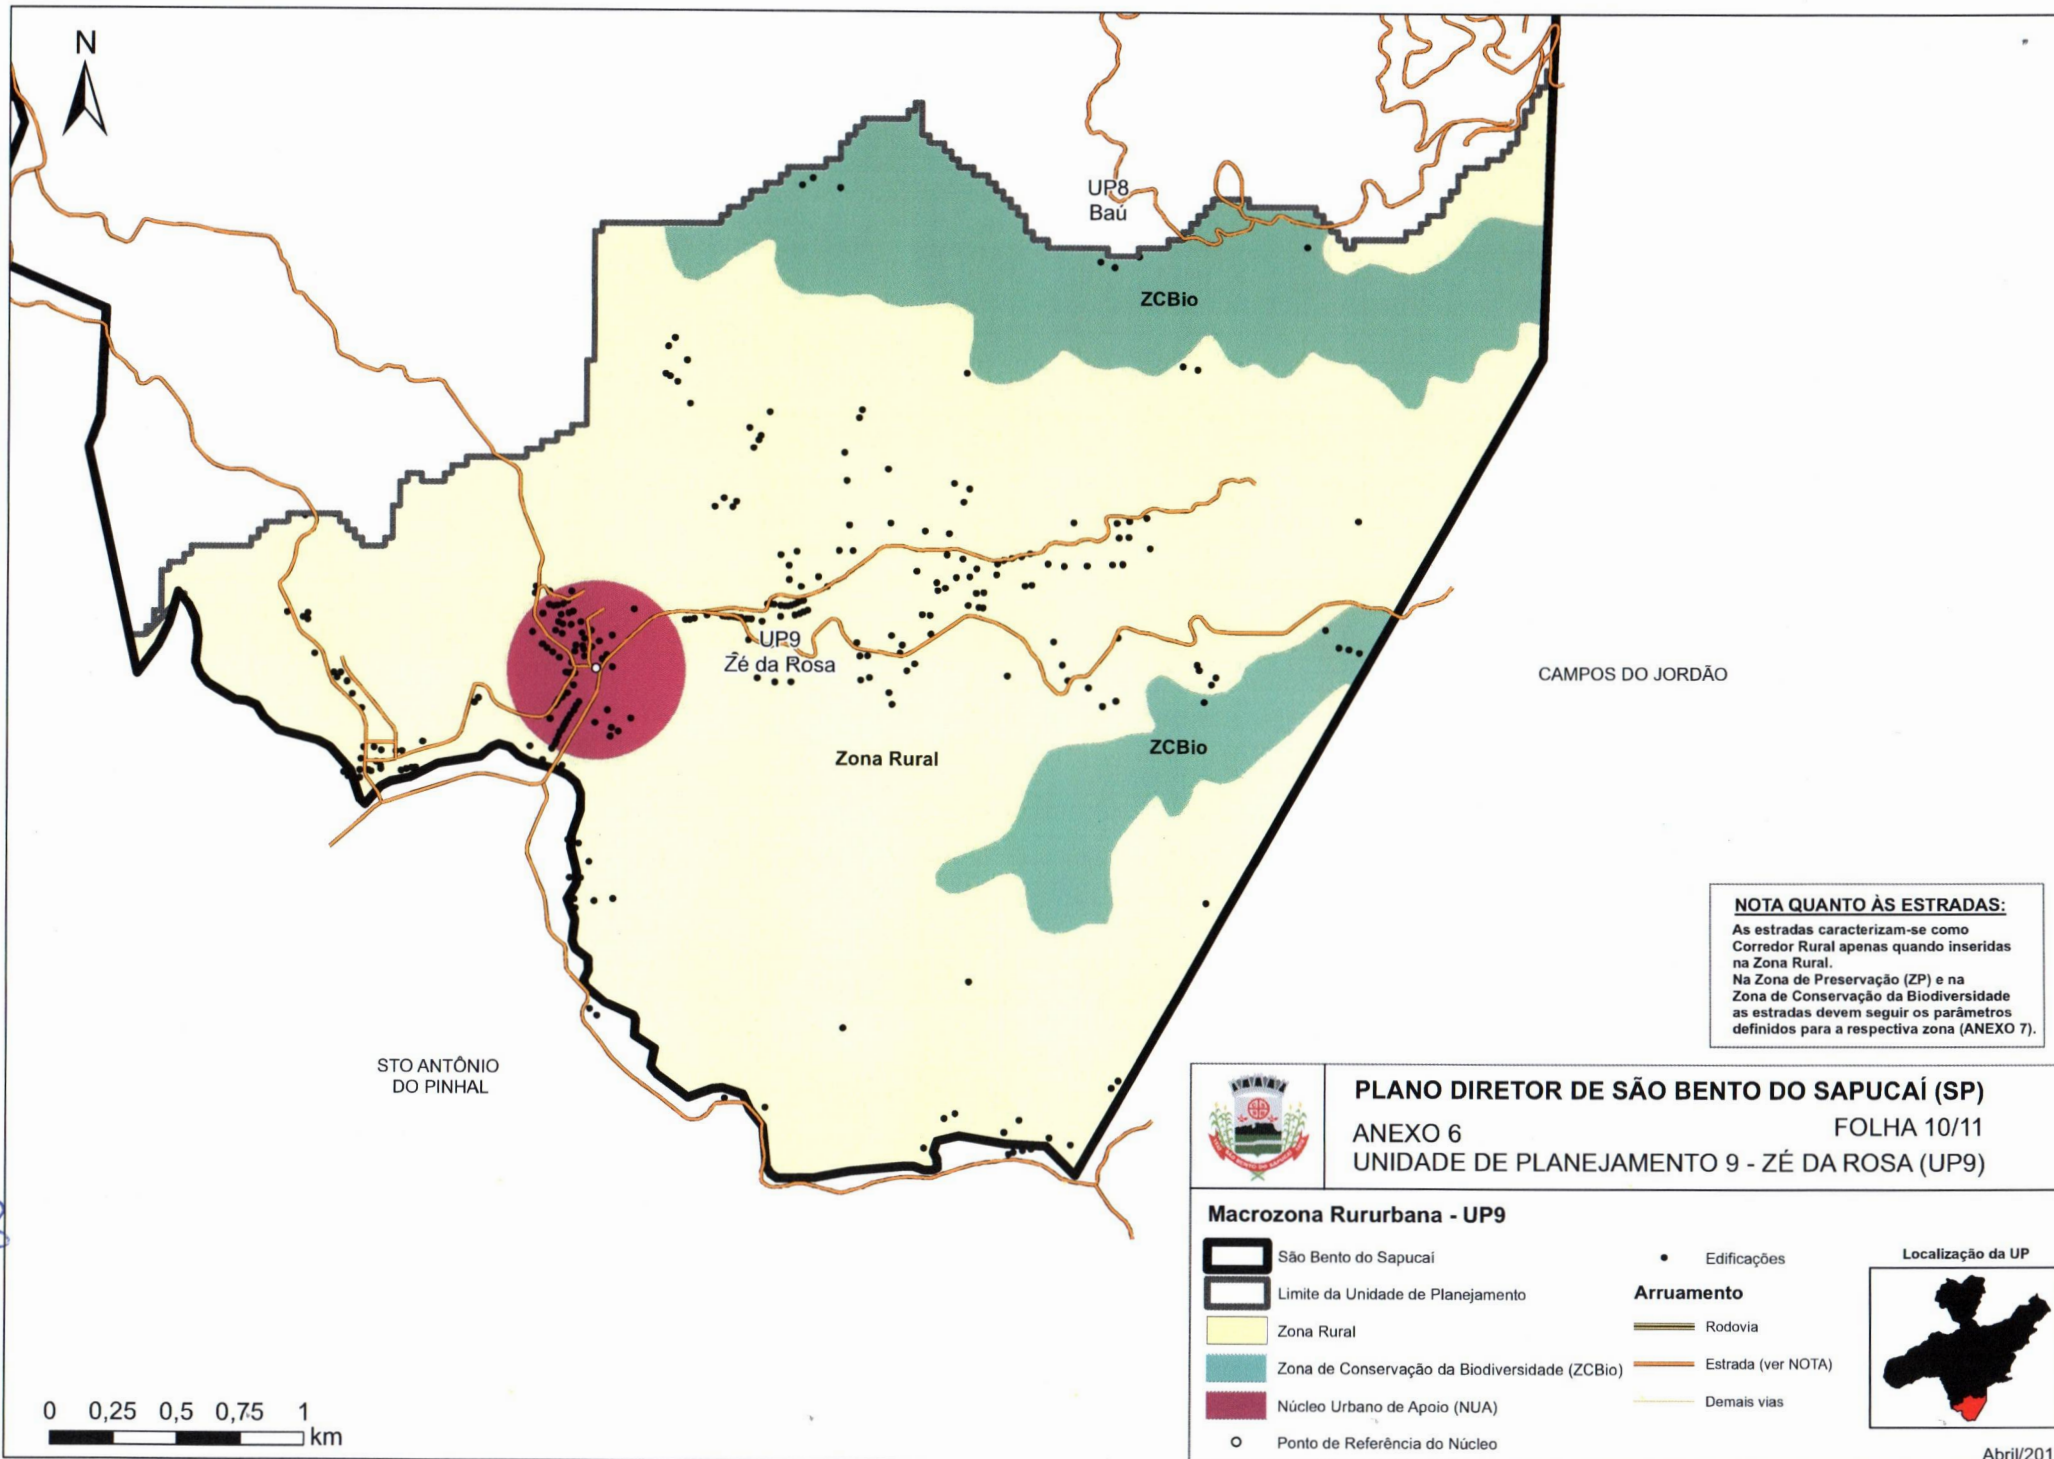 N
UP8
Baú
ZCBio
UP9
Zé da Rosa
CAMPOS DO JORDÃO
Zona Rural
ZCBio
STO ANTÔNIO
DO PINHAL
NOTA QUANTO ÀS ESTRADAS:
As estradas caracterizam-se como
Corredor Rural apenas quando inseridas
na Zona Rural.
Na Zona de Preservação (ZP) e na
Zona de Conservação da Biodiversidade
as estradas devem seguir os parâmetros
definidos para a respectiva zona (ANEXO 7).
PLANO DIRETOR DE SÃO BENTO DO SAPUCAÍ (SP)
ANEXO 6 FOLHA 10/11
UNIDADE DE PLANEJAMENTO 9 - ZÉ DA ROSA (UP9)
Macrozona Rururbana - UP9
São Bento do Sapucaí
Limite da Unidade de Planejamento
Zona Rural
Zona de Conservação da Biodiversidade (ZCBio)
Núcleo Urbano de Apoio (NUA)
Ponto de Referência do Núcleo
Edificações
Arruamento
Rodovia
Estrada (ver NOTA)
Demais vias
Localização da UP
0 0,25 0,5 0,75 1
km
Abril/201